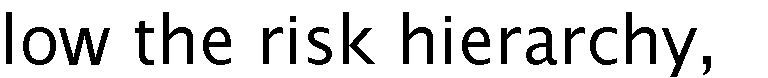 low the risk hierarchy,